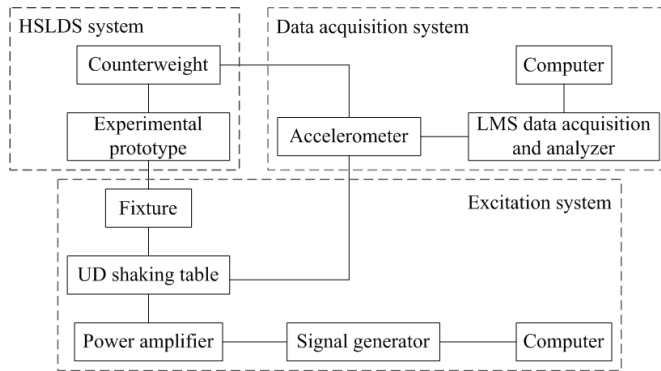 HSLDS system
Data acquisition system
Counterweight
Computer
Experimental
prototype
Accelerometer
LMS data acquisition
and analyzer
Fixture
Excitation system
UD shaking table
Power amplifier
Signal generator
Computer